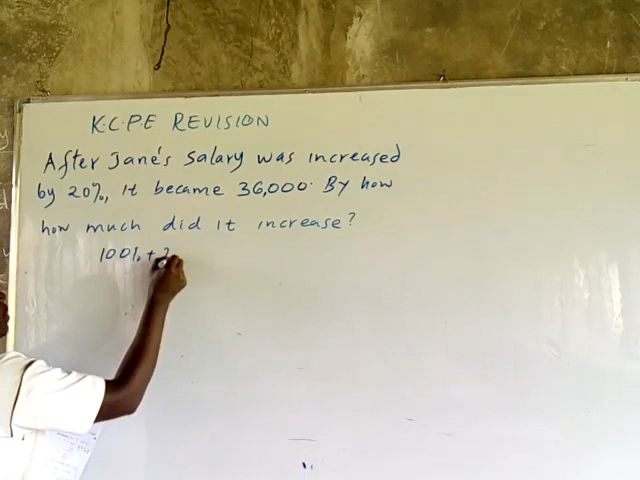 K.C.P.E REVISION
After Jane's salary was increased
by 20%, it became 36,000. By how
how much did it increase?
100% + 2